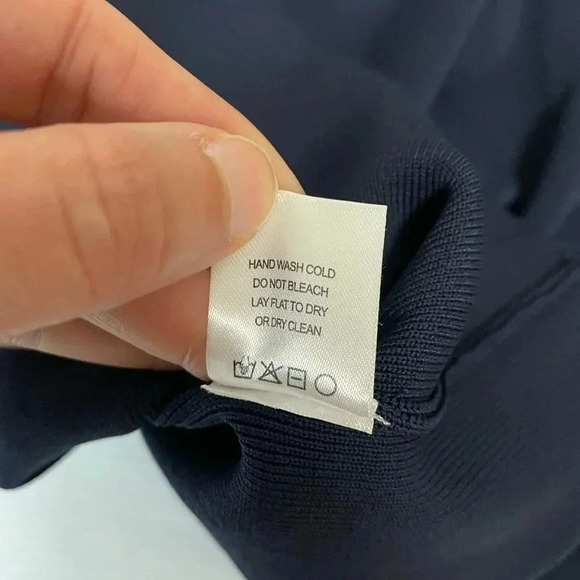 HAND WASH COLD
DO NOT BLEACH
LAY FLAT TO DRY
OR DRY CLEAN